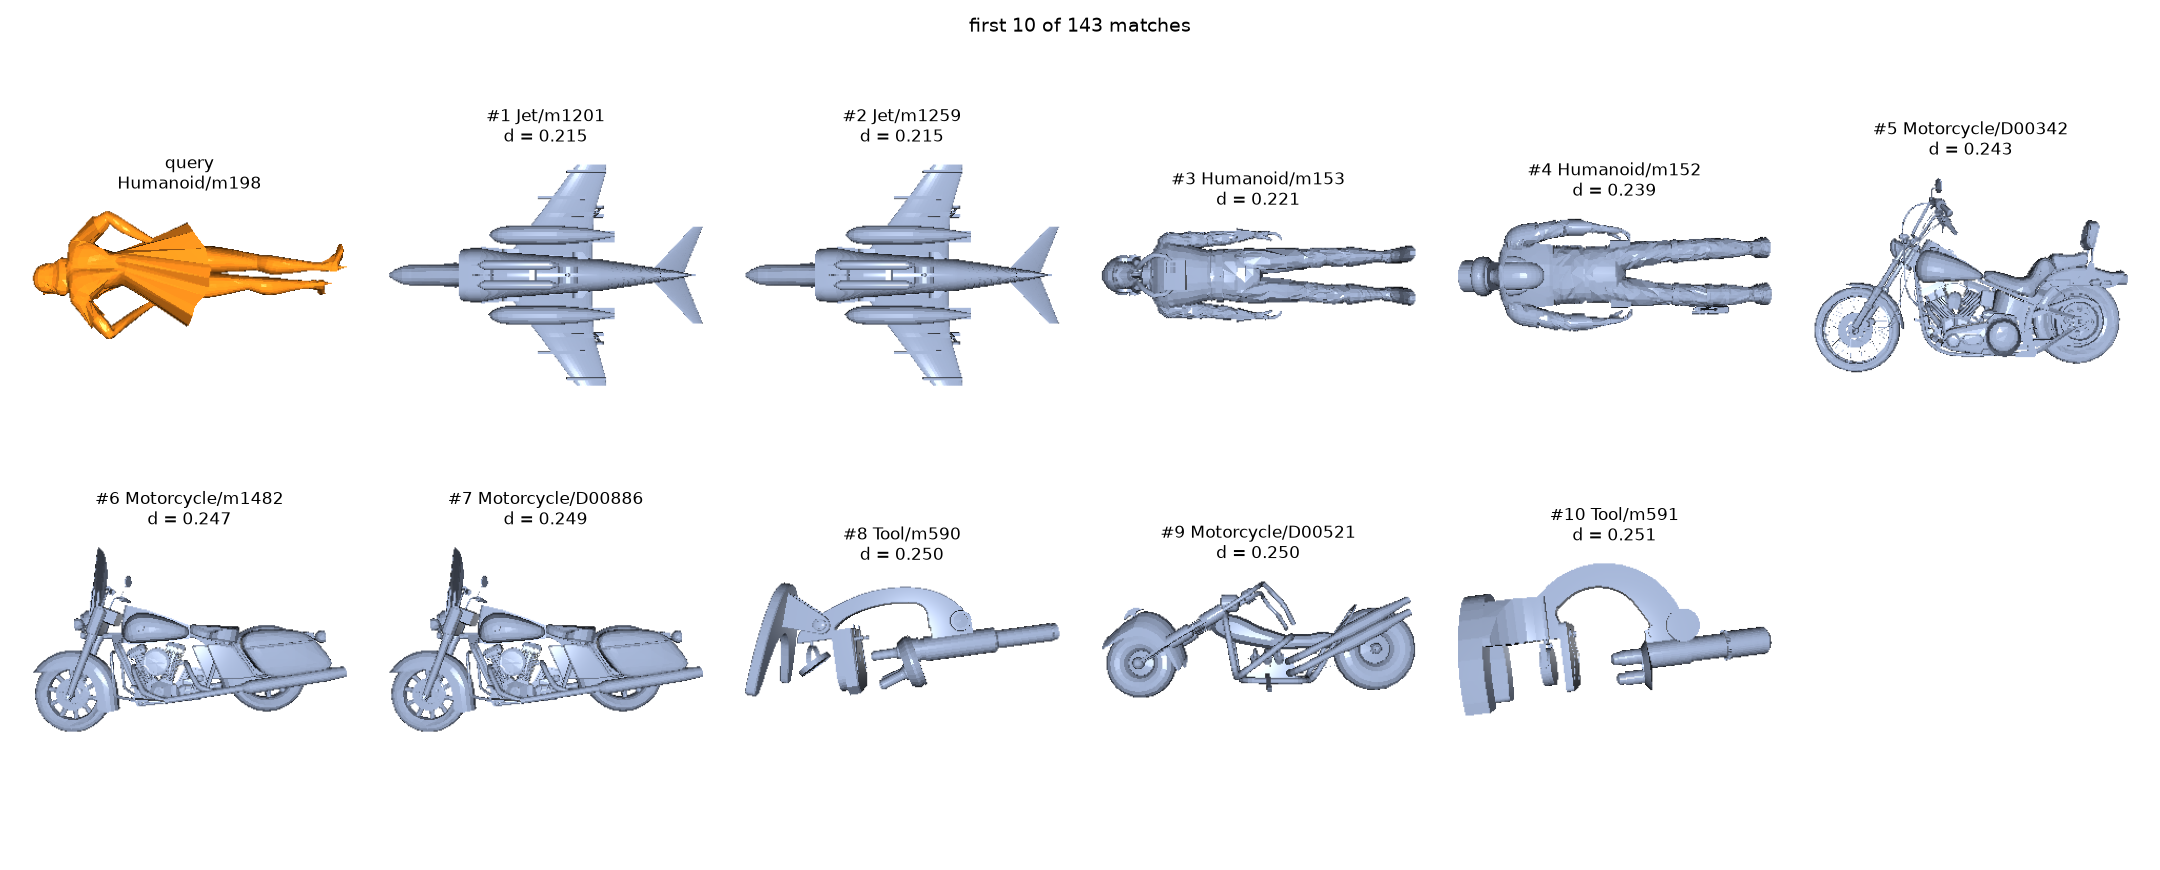 first 10 of 143 matches
query
Humanoid/m198
#1 Jet/m1201
d = 0.215
#2 Jet/m1259
d = 0.215
#3 Humanoid/m153
d = 0.221
#4 Humanoid/m152
d = 0.239
#5 Motorcycle/D00342
d = 0.243
#6 Motorcycle/m1482
d = 0.247
#7 Motorcycle/D00886
d = 0.249
#8 Tool/m590
d = 0.250
#9 Motorcycle/D00521
d = 0.250
#10 Tool/m591
d = 0.251